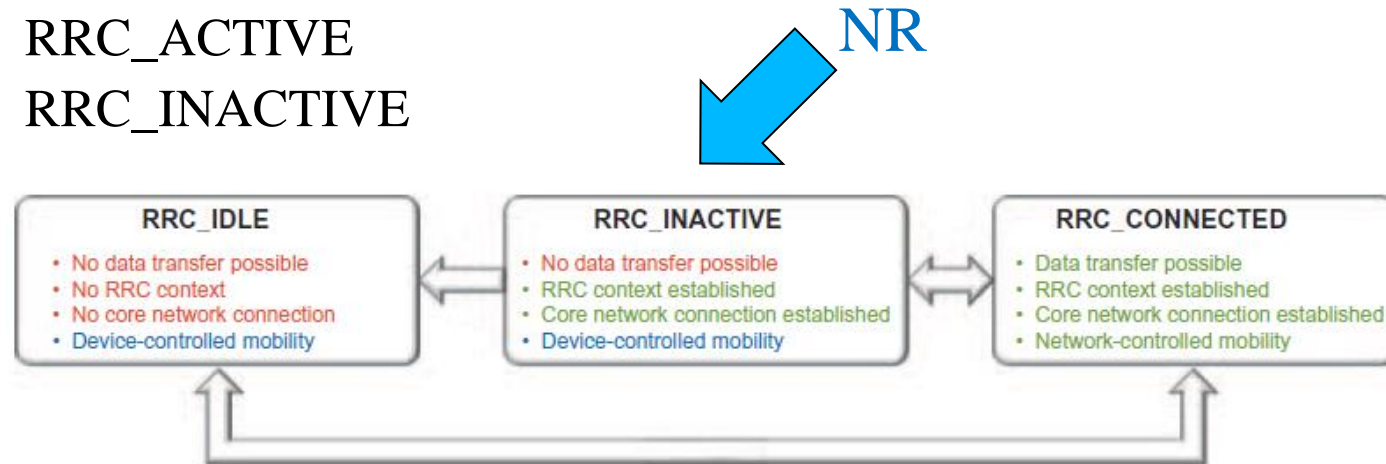 RRC_ACTIVE
NR
RRC_INACTIVE
RRC_IDLE
• No data transfer possible
• No RRC context
• No core network connection
• Device-controlled mobility
RRC_INACTIVE
• No data transfer possible
• RRC context established
• Core network connection established
• Device-controlled mobility
RRC_CONNECTED
• Data transfer possible
• RRC context established
• Core network connection established
• Network-controlled mobility